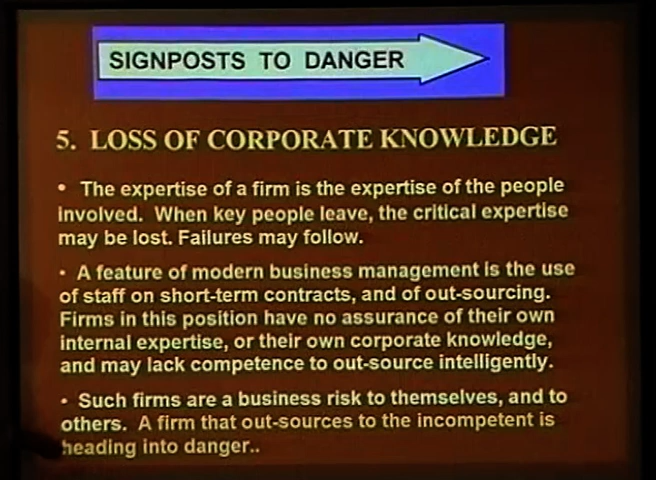 SIGNPOSTS TO DANGER
5. LOSS OF CORPORATE KNOWLEDGE
• The expertise of a firm is the expertise of the people
involved. When key people leave, the critical expertise
may be lost. Failures may follow.
• A feature of modern business management is the use
of staff on short-term contracts, and of out-sourcing.
Firms in this position have no assurance of their own
internal expertise, or their own corporate knowledge,
and may lack competence to out-source intelligently.
• Such firms are a business risk to themselves, and to
others. A firm that out-sources to the incompetent is
heading into danger..